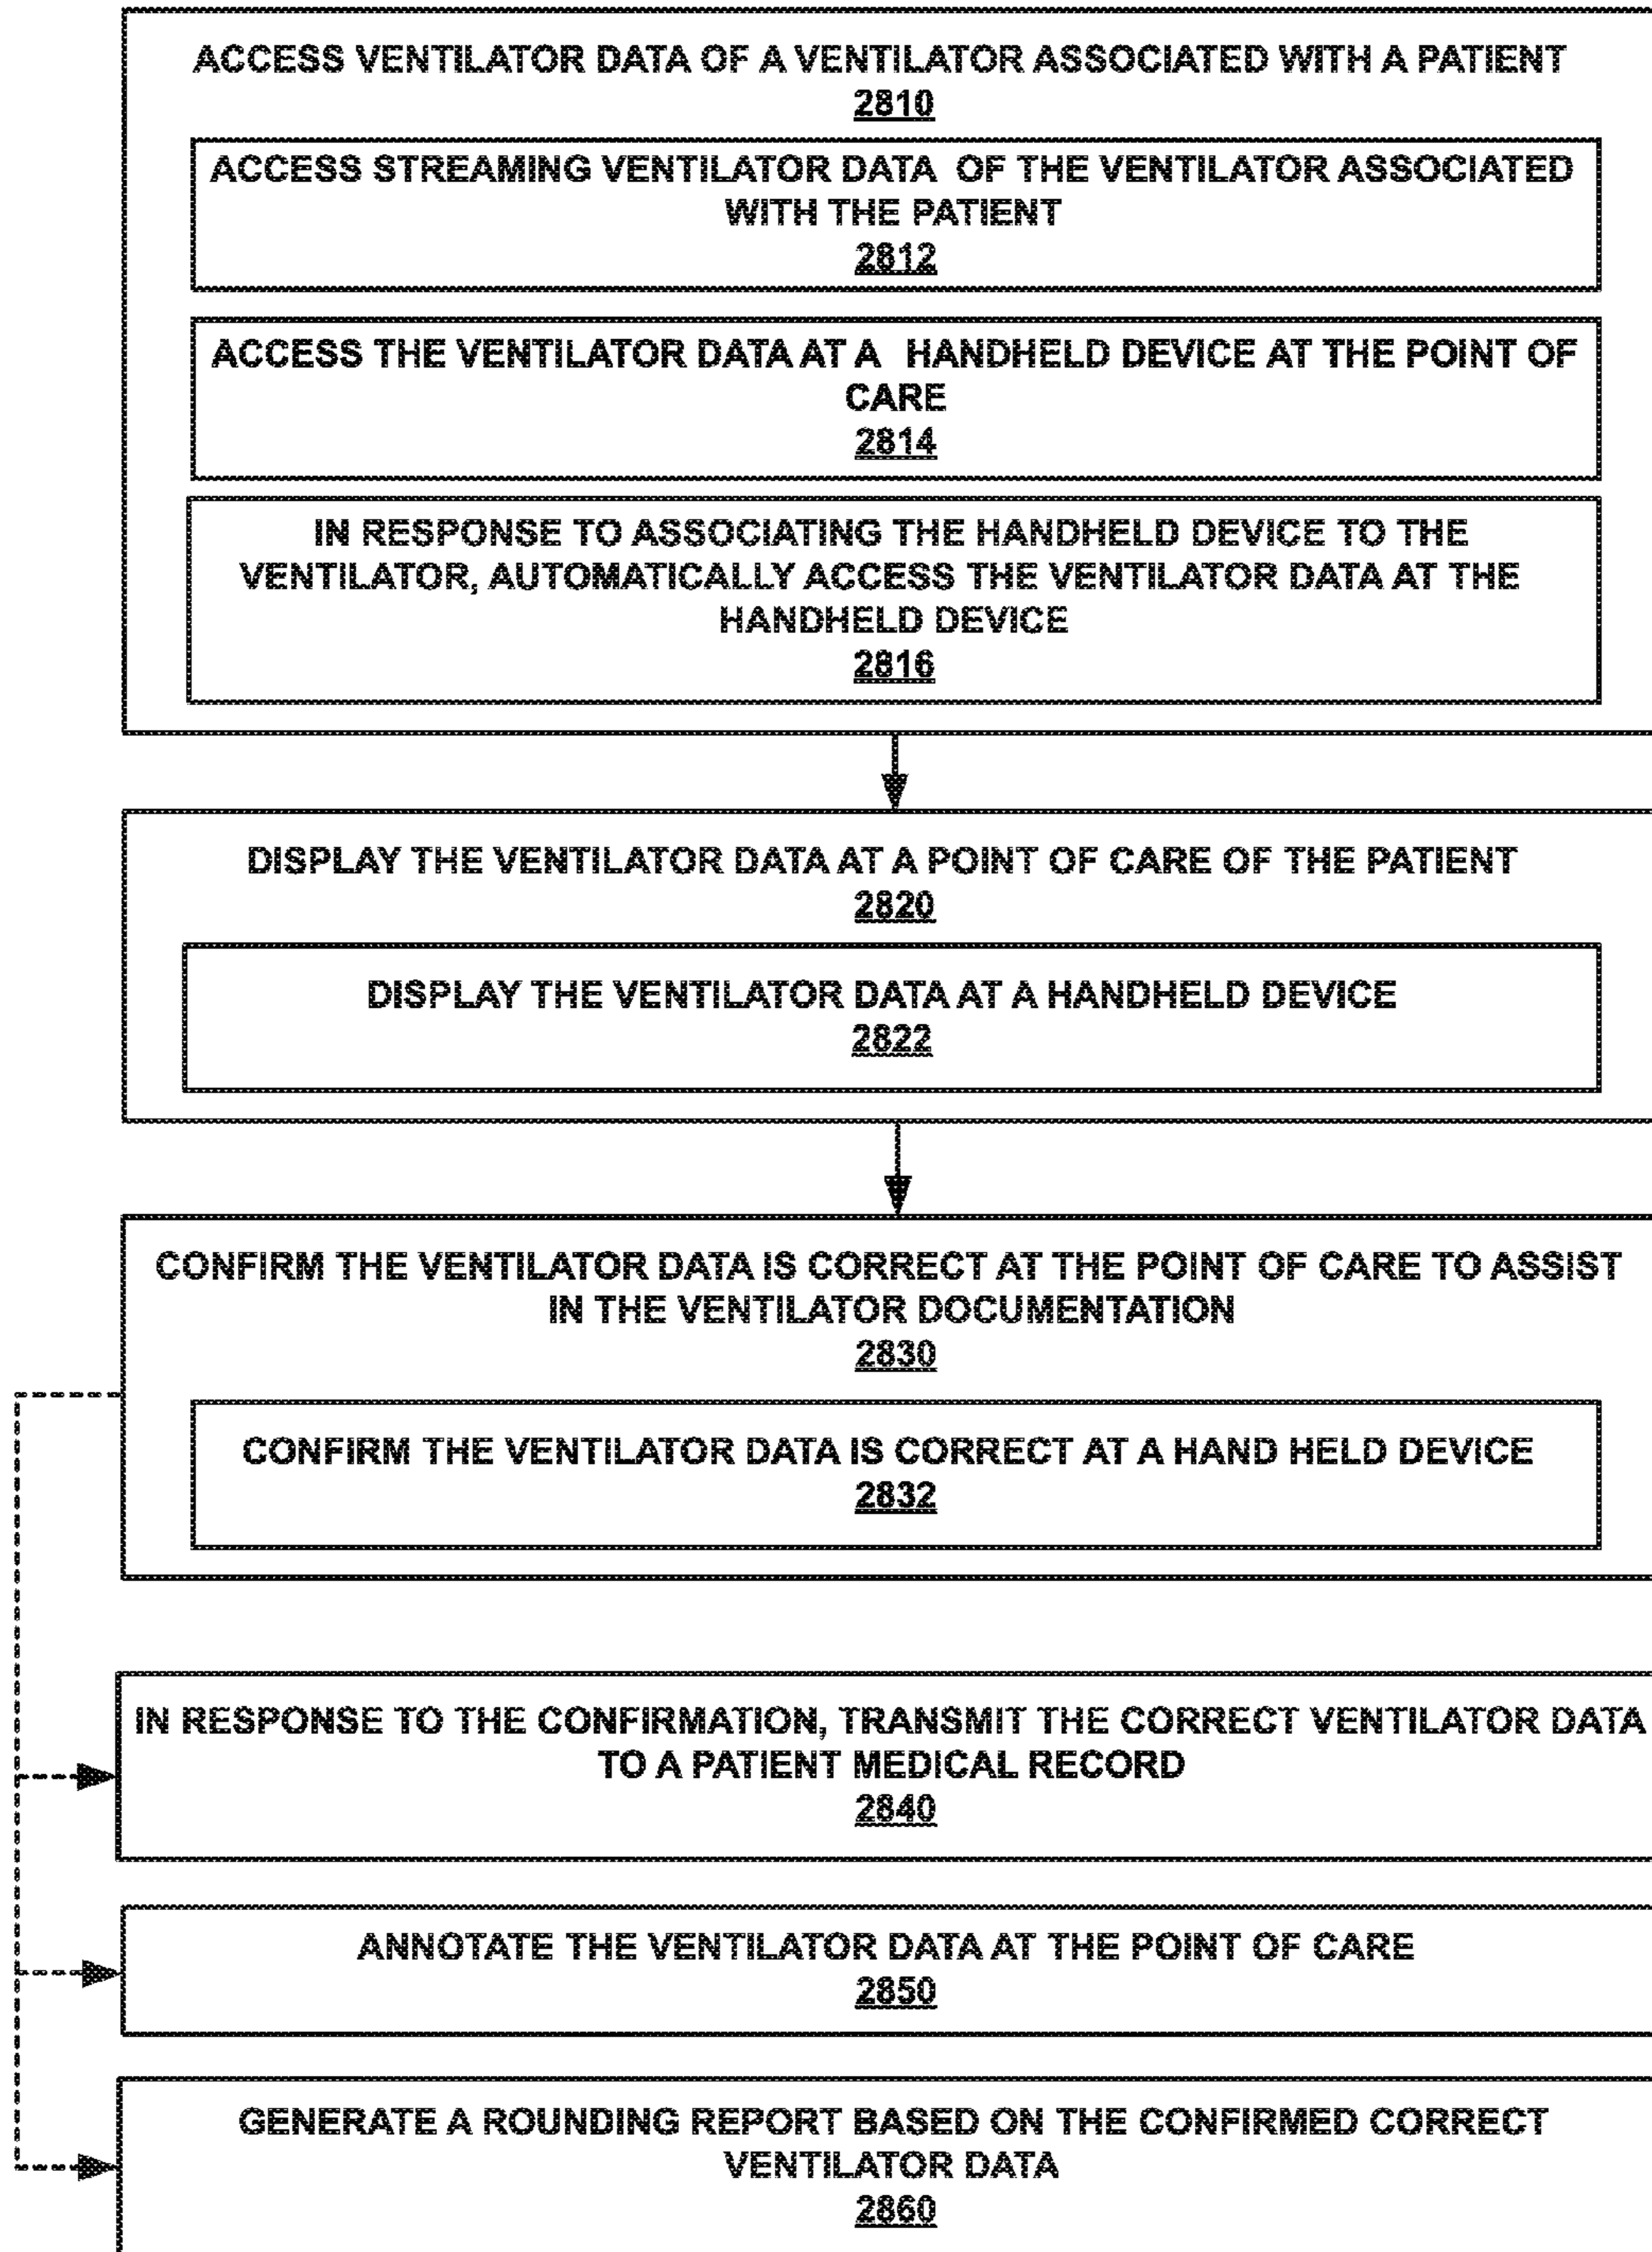 ACCESS VENTILATOR DATA OF A VENTILATOR ASSOCIATED WITH A PATIENT
2810
ACCESS STREAMING VENTILATOR DATA OF THE VENTILATOR ASSOCIATED
WITH THE PATIENT
2812
ACCESS THE VENTILATOR DATA AT A HANDHELD DEVICE AT THE POINT OF
CARE
2814
IN RESPONSE TO ASSOCIATING THE HANDHELD DEVICE TO THE
VENTILATOR, AUTOMATICALLY ACCESS THE VENTILATOR DATA AT THE
HANDHELD DEVICE
2816
DISPLAY THE VENTILATOR DATA AT A POINT OF CARE OF THE PATIENT
2820
DISPLAY THE VENTILATOR DATA AT A HANDHELD DEVICE
2822
CONFIRM THE VENTILATOR DATA IS CORRECT AT THE POINT OF CARE TO ASSIST
IN THE VENTILATOR DOCUMENTATION
2830
CONFIRM THE VENTILATOR DATA IS CORRECT AT A HAND HELD DEVICE
2832
IN RESPONSE TO THE CONFIRMATION, TRANSMIT THE CORRECT VENTILATOR DATA
TO A PATIENT MEDICAL RECORD
2840
ANNOTATE THE VENTILATOR DATA AT THE POINT OF CARE
2850
GENERATE A ROUNDING REPORT BASED ON THE CONFIRMED CORRECT
VENTILATOR DATA
2860